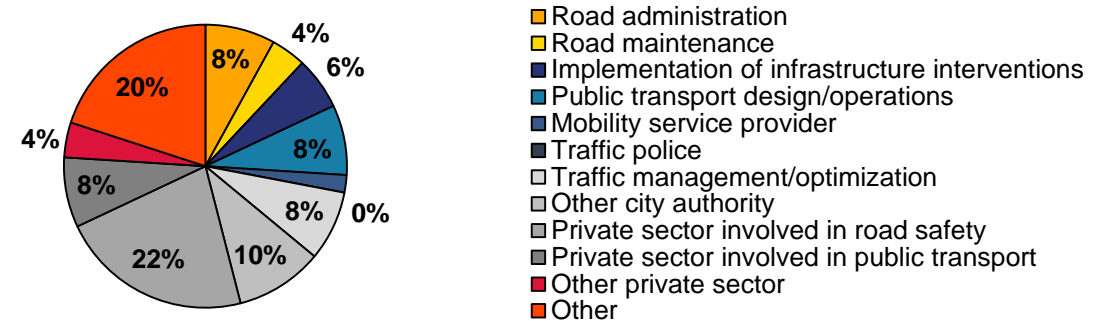 8%
4%
6%
8%
0%
8%
10%
22%
8%
4%
20%
Road administration
Road maintenance
Implementation of infrastructure interventions
Public transport design/operations
Mobility service provider
Traffic police
Traffic management/optimization
Other city authority
Private sector involved in road safety
Private sector involved in public transport
Other private sector
Other